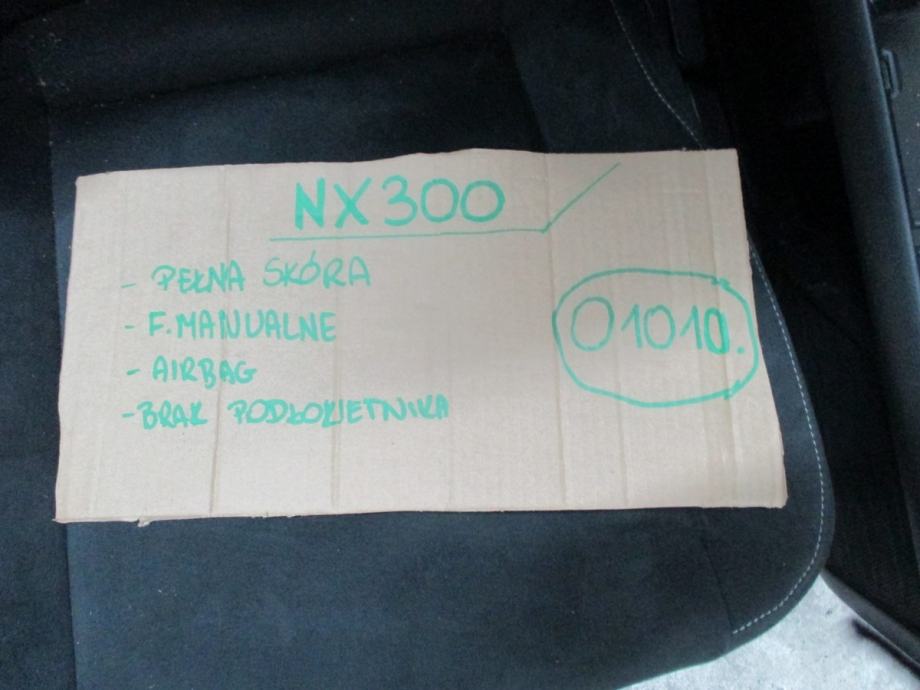 NX300
- PEŁNA SKÓRA
- F.MANUALNE
- AIRBAG
- BRAK PODŁOKIETNIKA
01010.